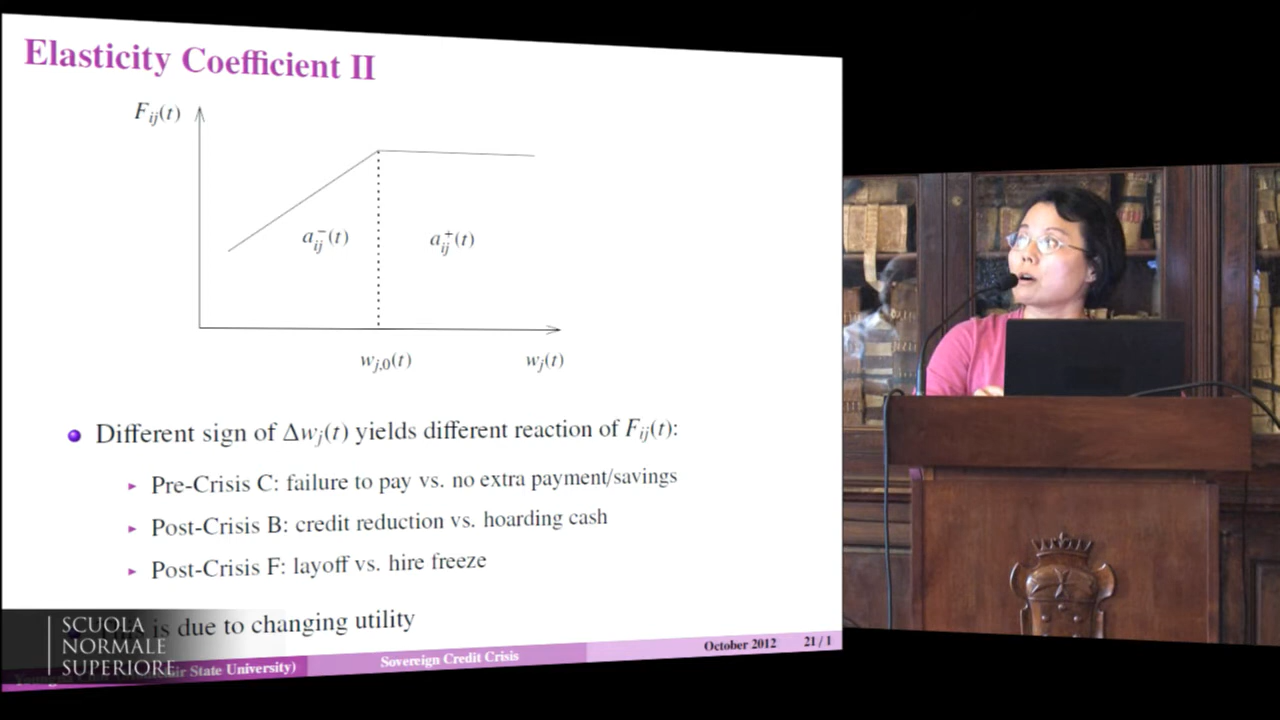 Elasticity Coefficient II
F_ij(t)
a_ij^-(t)
a_ij^+(t)
w_j,0(t)
w_j(t)
Different sign of Δw_j(t) yields different reaction of F_ij(t):
Pre-Crisis C: failure to pay vs. no extra payment/savings
Post-Crisis B: credit reduction vs. hoarding cash
Post-Crisis F: layoff vs. hire freeze
is due to changing utility
State University)
Sovereign Credit Crisis
October 2012
21 / 1
SCUOLA
NORMALE
SUPERIORE